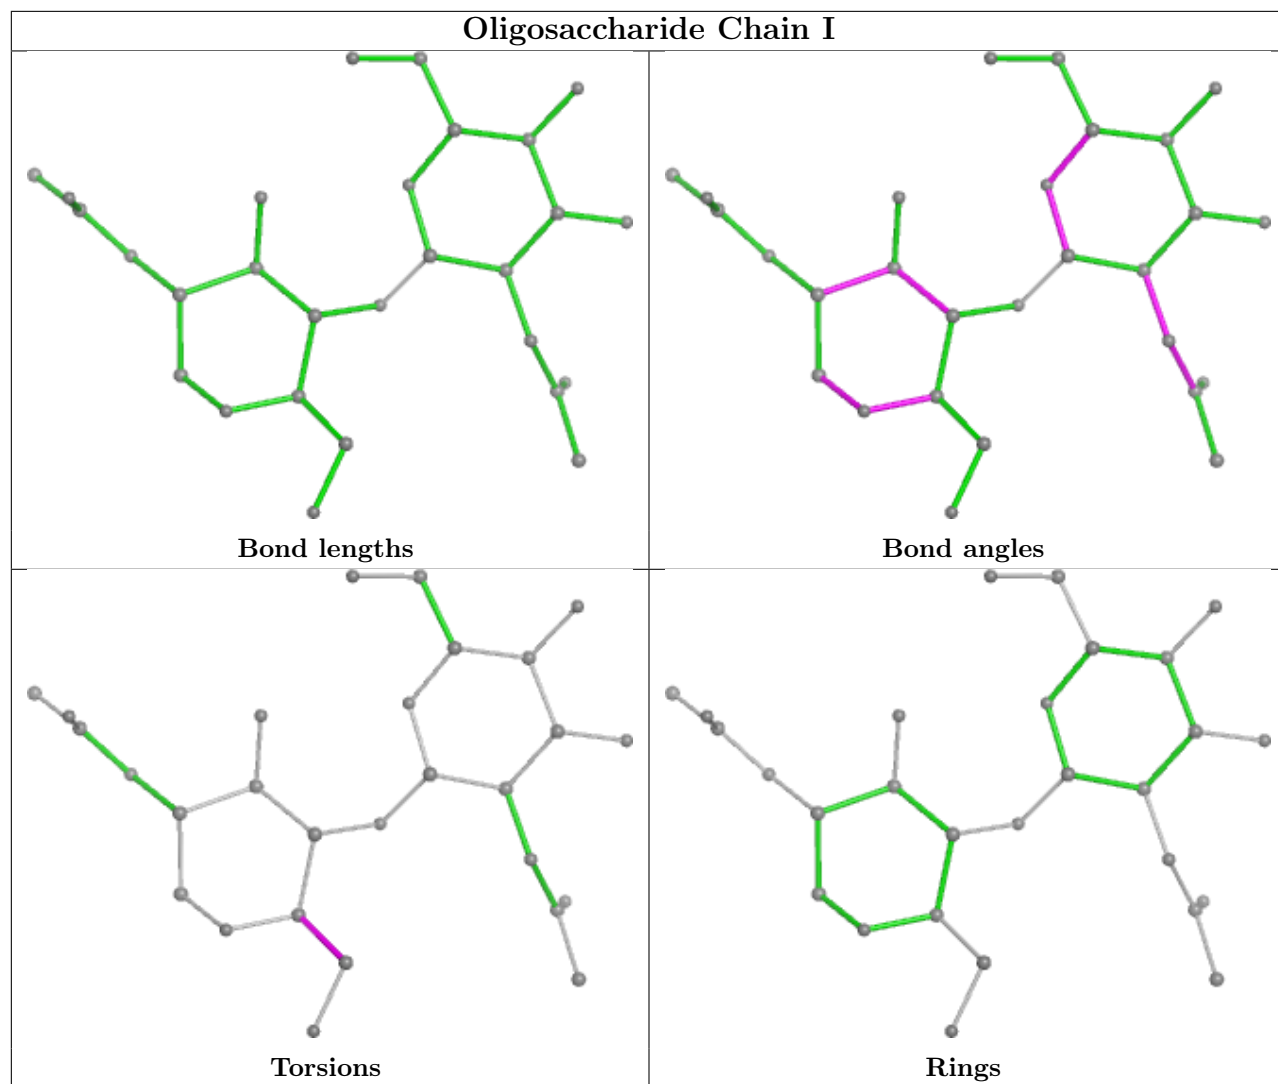 Oligosaccharide Chain I
Bond lengths
Bond angles
Torsions
Rings